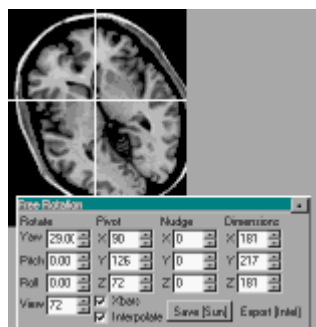 Free Rotation
Rotate Pivot Nudge Dimensions
Yaw 29.00 X 90 X 0 X 181
Pitch 0.00 Y 126 Y 0 Y 217
Roll 0.00 Z 72 Z 0 Z 181
View 72 Xbars
Interpolate Save [Sun] Export [Intel]